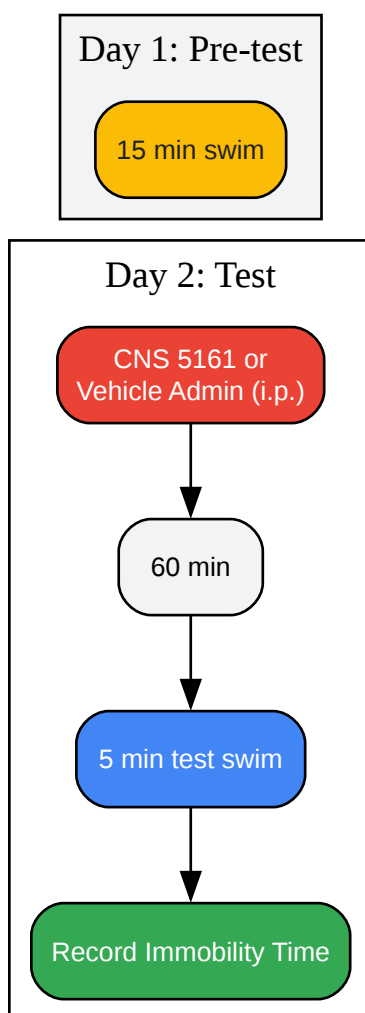 Day 1: Pre-test
15 min swim
Day 2: Test
CNS 5161 or
Vehicle Admin (i.p.)
60 min
5 min test swim
Record Immobility Time